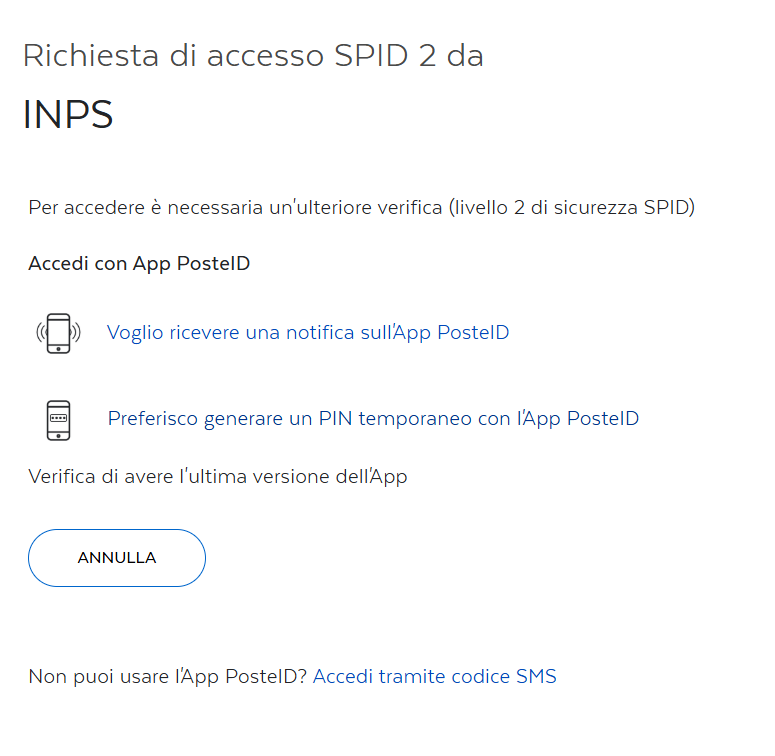 Richiesta di accesso SPID 2 da
INPS
Per accedere è necessaria un'ulteriore verifica (livello 2 di sicurezza SPID)
Accedi con App PosteID
Voglio ricevere una notifica sull'App PosteID
Preferisco generare un PIN temporaneo con l'App PosteID
Verifica di avere l'ultima versione dell'App
ANNULLA
Non puoi usare l'App PosteID? Accedi tramite codice SMS